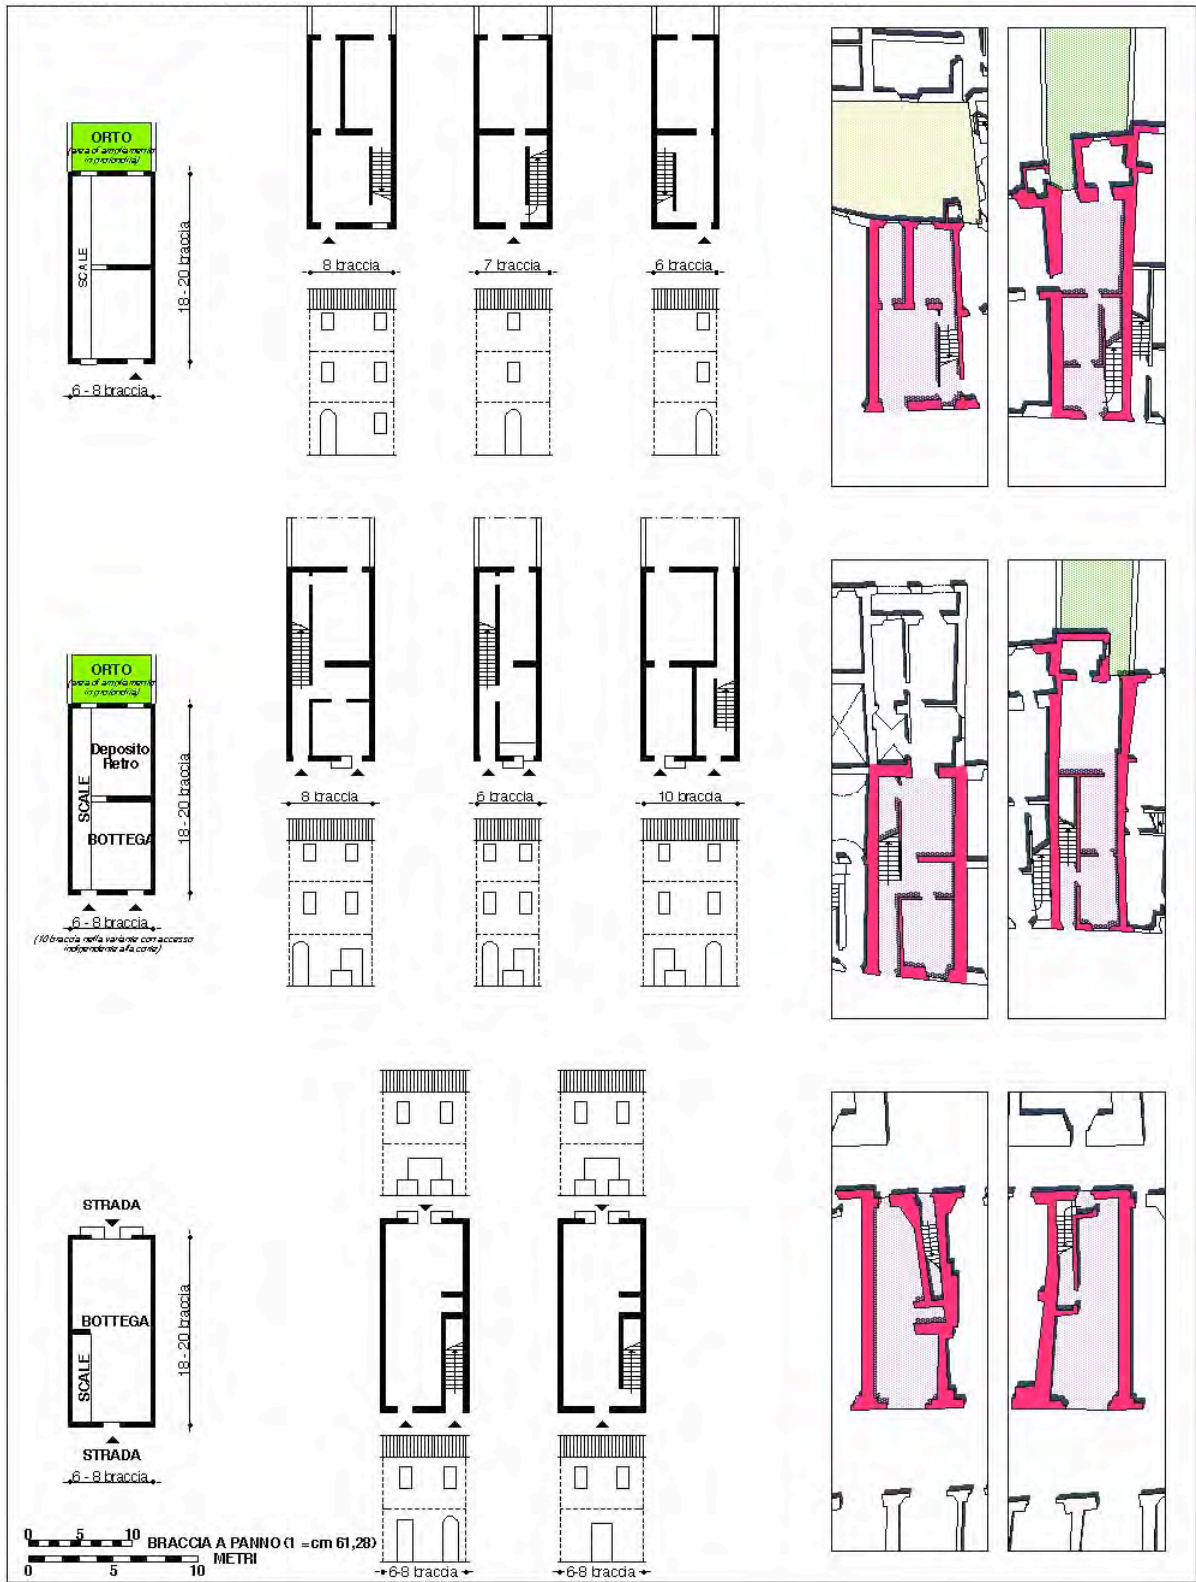 ORTO
(area di ampliamento
in profondità)
SCALE
18 - 20 braccia
6 - 8 braccia
8 braccia
7 braccia
6 braccia
ORTO
(area di ampliamento
in profondità)
Deposito
Retro
SCALE
BOTTEGA
18 - 20 braccia
6 - 8 braccia
(10 braccia nella variante con accesso
indipendente alla corte)
8 braccia
6 braccia
10 braccia
STRADA
BOTTEGA
SCALE
18 - 20 braccia
STRADA
6 - 8 braccia
0 5 10 BRACCIA A PANNO (1 = cm 61,28)
METRI
0 5 10
6-8 braccia
6-8 braccia